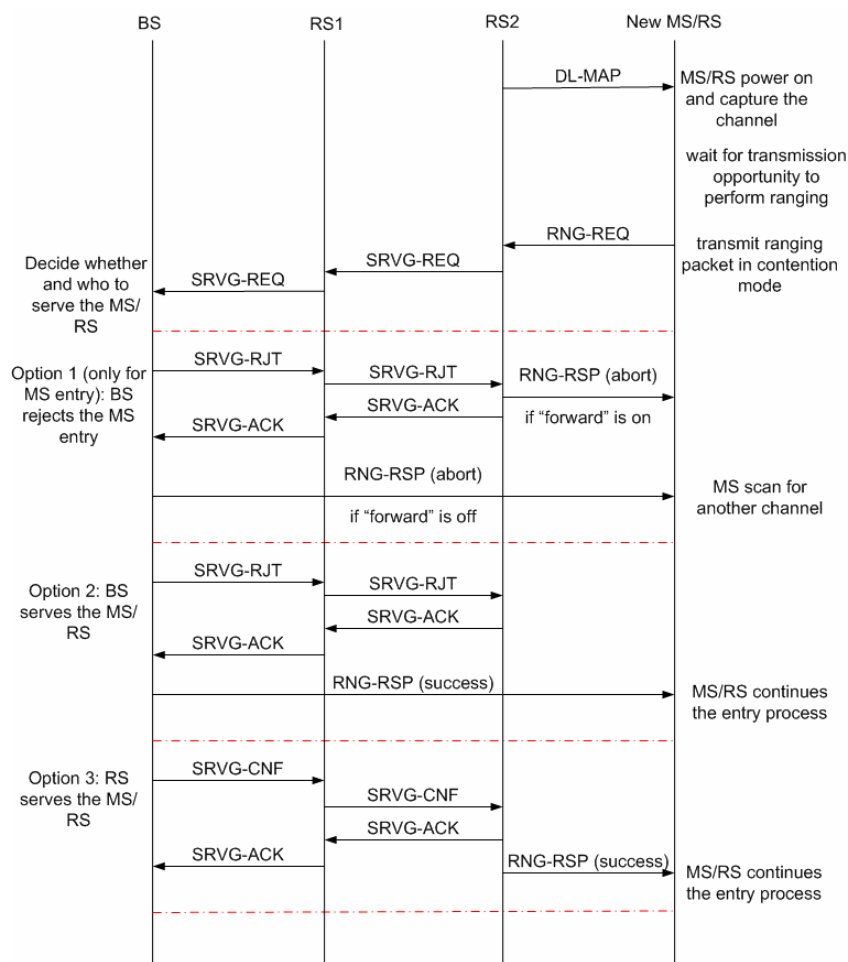 BS
RS1
RS2
New MS/RS
DL-MAP
MS/RS power on
and capture the
channel
wait for transmission
opportunity to
perform ranging
RNG-REQ
transmit ranging
packet in contention
mode
SRVG-REQ
SRVG-REQ
Decide whether
and who to
serve the MS/
RS
SRVG-RJT
SRVG-RJT
RNG-RSP (abort)
Option 1 (only for
MS entry): BS
rejects the MS
entry
SRVG-ACK
if “forward” is on
SRVG-ACK
RNG-RSP (abort)
if “forward” is off
MS scan for
another channel
SRVG-RJT
SRVG-RJT
Option 2: BS
serves the MS/
RS
SRVG-ACK
SRVG-ACK
RNG-RSP (success)
MS/RS continues
the entry process
SRVG-CNF
Option 3: RS
serves the MS/
RS
SRVG-CNF
SRVG-ACK
SRVG-ACK
RNG-RSP (success)
MS/RS continues
the entry process